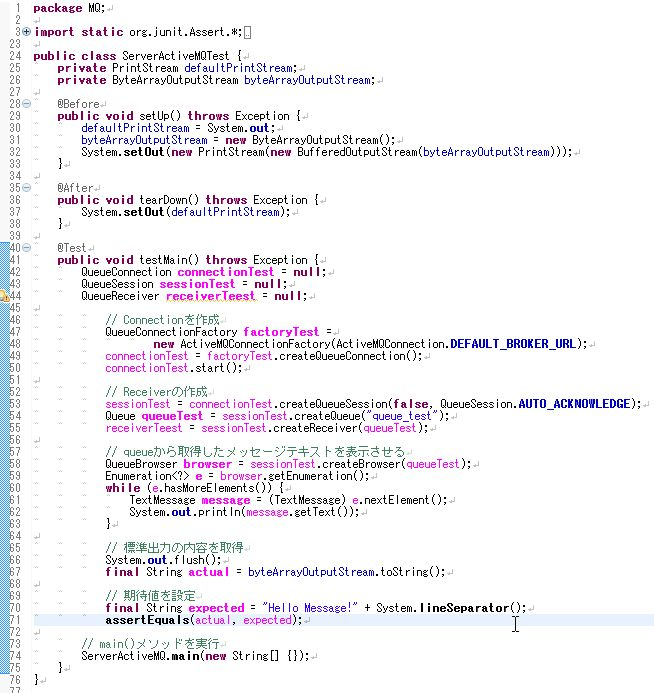 1 package MQ;
2
3 import static org.junit.Assert.*;
23
24 public class ServerActiveMQTest {
25 private PrintStream defaultPrintStream;
26 private ByteArrayOutputStream byteArrayOutputStream;
27
28 @Before
29 public void setUp() throws Exception {
30 defaultPrintStream = System.out;
31 byteArrayOutputStream = new ByteArrayOutputStream();
32 System.setOut(new PrintStream(new BufferedOutputStream(byteArrayOutputStream)));
33 }
34
35 @After
36 public void tearDown() throws Exception {
37 System.setOut(defaultPrintStream);
38 }
39
40 @Test
41 public void testMain() throws Exception {
42 QueueConnection connectionTest = null;
43 QueueSession sessionTest = null;
44 QueueReceiver receiverTeest = null;
45
46 // Connectionを作成
47 QueueConnectionFactory factoryTest =
48 new ActiveMQConnectionFactory(ActiveMQConnection.DEFAULT_BROKER_URL);
49 connectionTest = factoryTest.createQueueConnection();
50 connectionTest.start();
51
52 // Receiverの作成
53 sessionTest = connectionTest.createQueueSession(false, QueueSession.AUTO_ACKNOWLEDGE);
54 Queue queueTest = sessionTest.createQueue("queue_test");
55 receiverTeest = sessionTest.createReceiver(queueTest);
56
57 // queueから取得したメッセージテキストを表示させる
58 QueueBrowser browser = sessionTest.createBrowser(queueTest);
59 Enumeration<?> e = browser.getEnumeration();
60 while (e.hasMoreElements()) {
61 TextMessage message = (TextMessage) e.nextElement();
62 System.out.println(message.getText());
63 }
64
65 // 標準出力の内容を取得
66 System.out.flush();
67 final String actual = byteArrayOutputStream.toString();
68
69 // 期待値を設定
70 final String expected = "Hello Message!" + System.lineSeparator();
71 assertEquals(actual, expected);
72
73 // main()メソッドを実行
74 ServerActiveMQ.main(new String[] {});
75 }
76 }
77